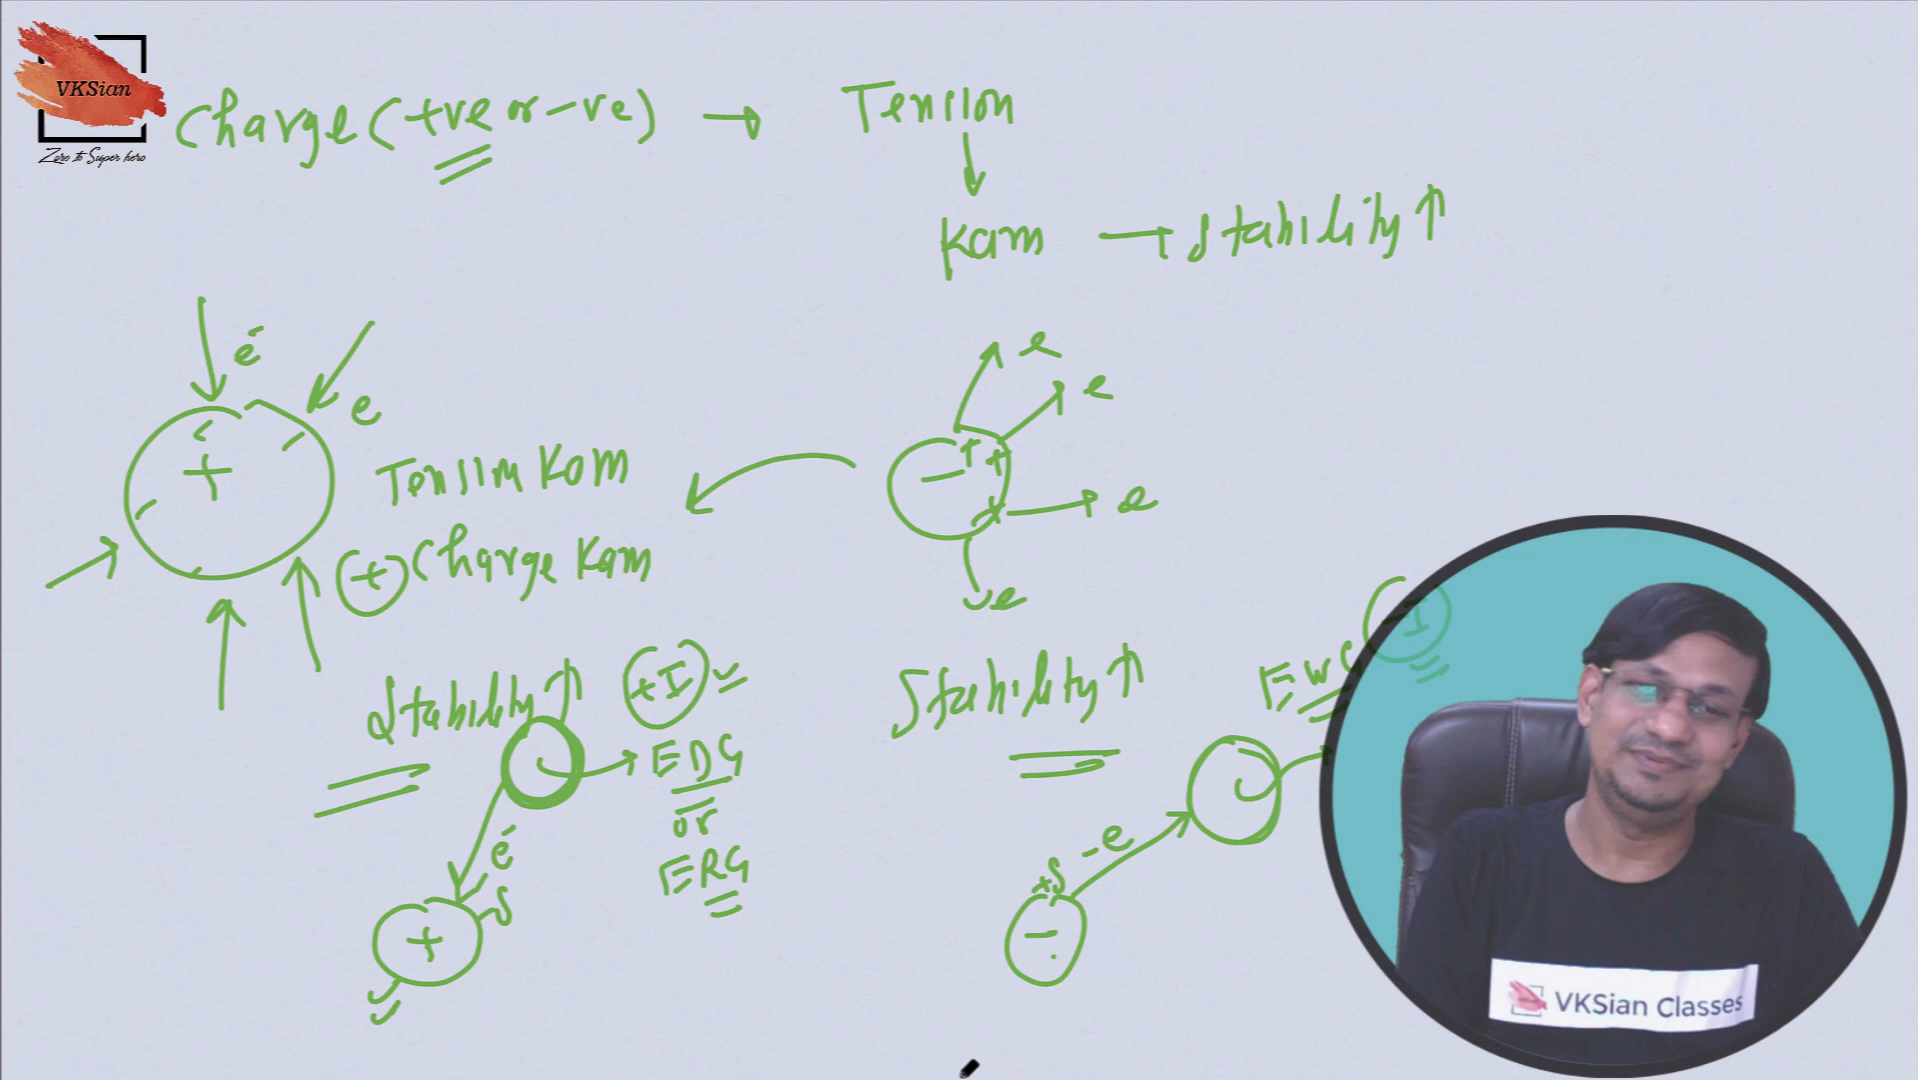 VKSian
Zero to Super hero
Charge (+ve or -ve) → Tension
↓
Kam → Stability ↑
e⁻
e
+
Tension Kam
(+) Charge Kam
Stability ↑
+I
EDG
or
ERG
e⁻
-δ
+
e
e
e
e
-
+ +
+
Stability ↑
EWG
-I
-e
+δ
-
VKSian Classes